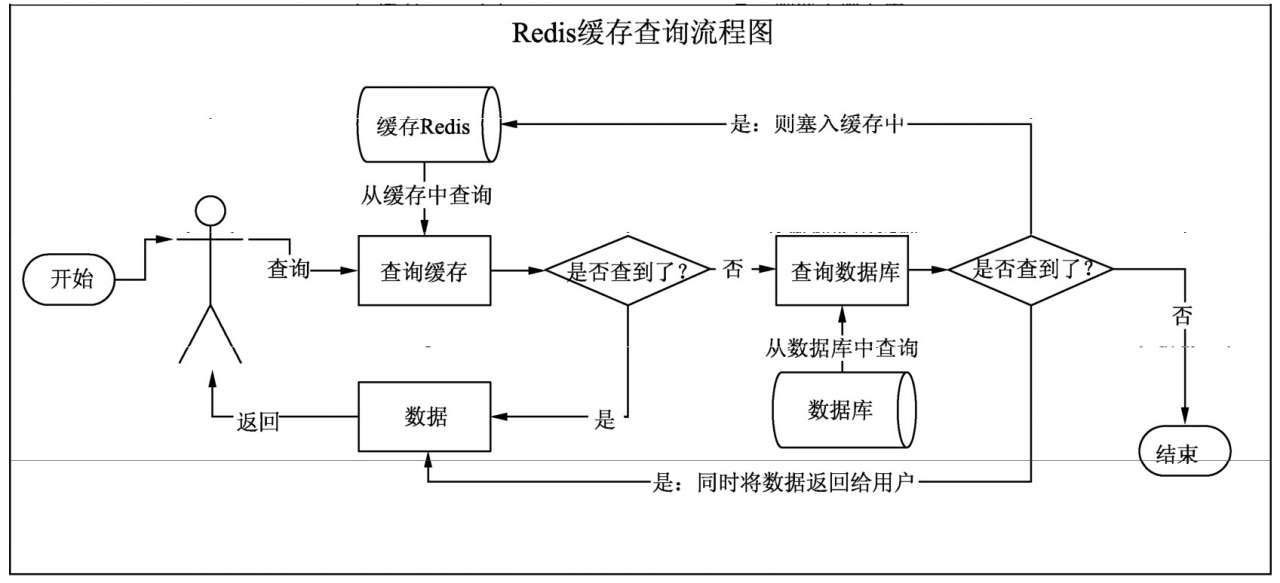 Redis缓存查询流程图
缓存Redis
是：则塞入缓存中
从缓存中查询
开始
查询
查询缓存
是否查到了？
否
查询数据库
是否查到了？
否
从数据库中查询
返回
数据
是
数据库
结束
是：同时将数据返回给用户